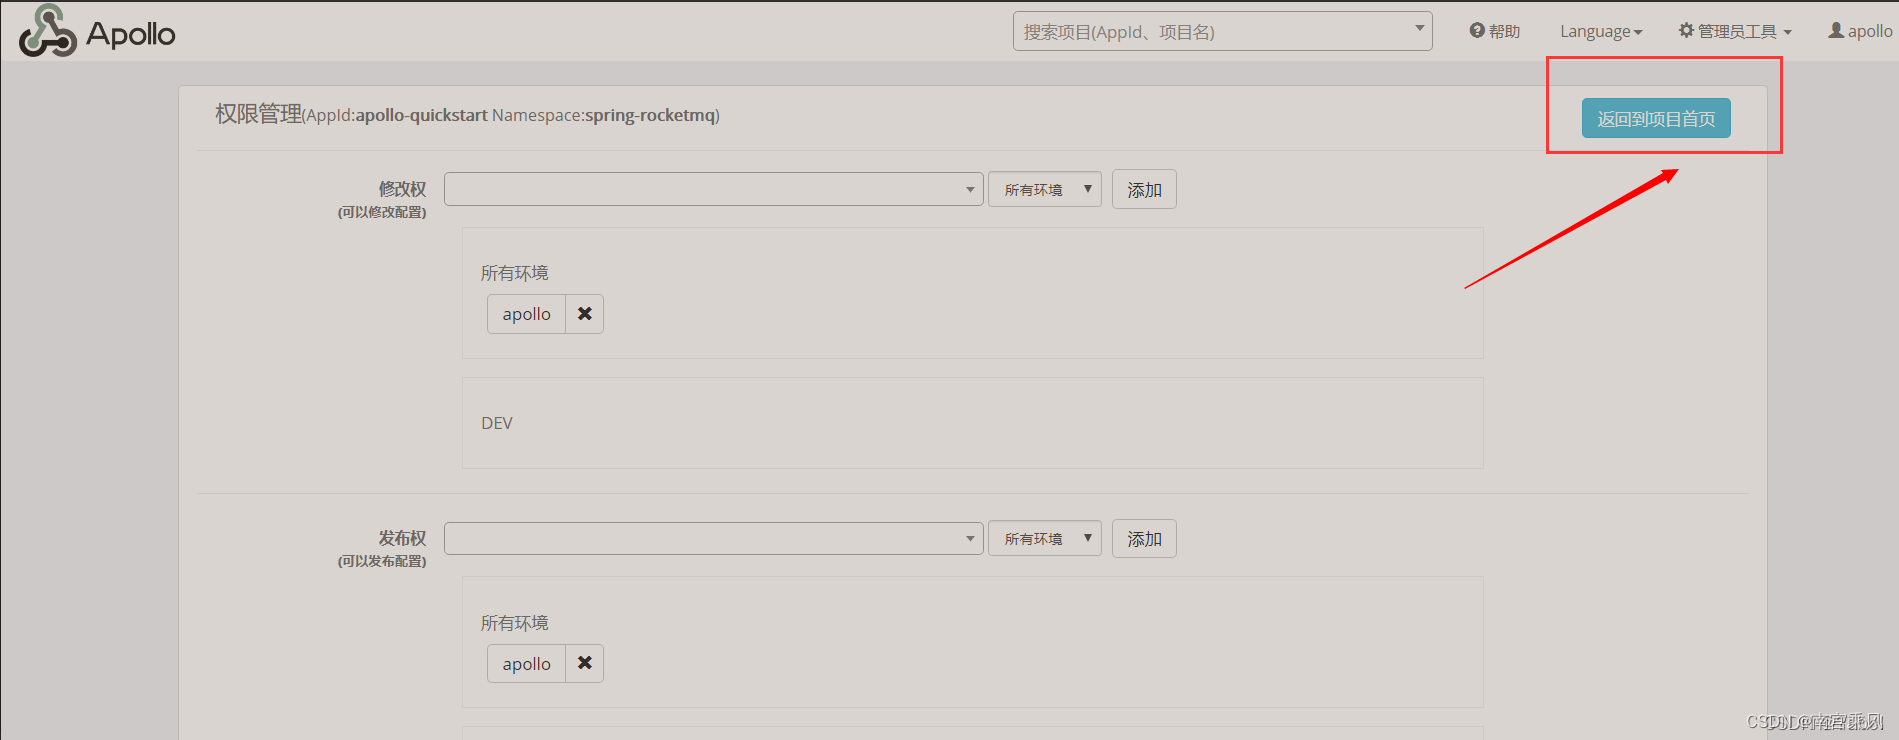 Apollo
搜索项目(AppId、项目名)
帮助
Language
管理员工具
apollo
权限管理(AppId:apollo-quickstart Namespace:spring-rocketmq)
返回到项目首页
修改权
(可以修改配置)
所有环境
添加
所有环境
apollo
DEV
发布权
(可以发布配置)
所有环境
添加
所有环境
apollo
CSDN @南宫乘风